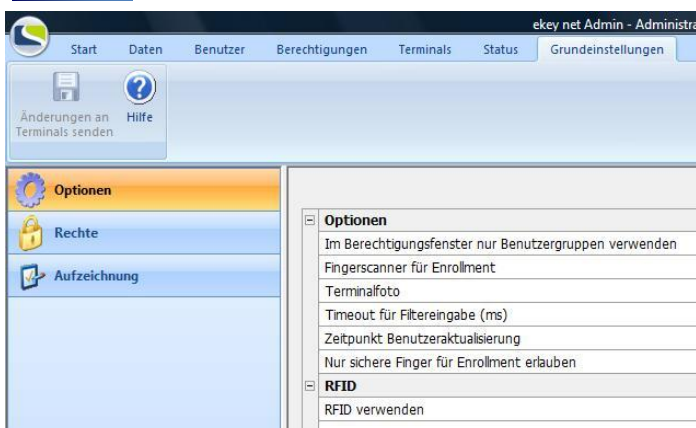 ekey net Admin - Administra
Start Daten Benutzer Berechtigungen Terminals Status Grundeinstellungen
Änderungen an
Terminals senden
Hilfe
Optionen
Rechte
Aufzeichnung
Optionen
Im Berechtigungsfenster nur Benutzergruppen verwenden
Fingerscanner für Enrollment
Terminalfoto
Timeout für Filtereingabe (ms)
Zeitpunkt Benutzeraktualisierung
Nur sichere Finger für Enrollment erlauben
RFID
RFID verwenden